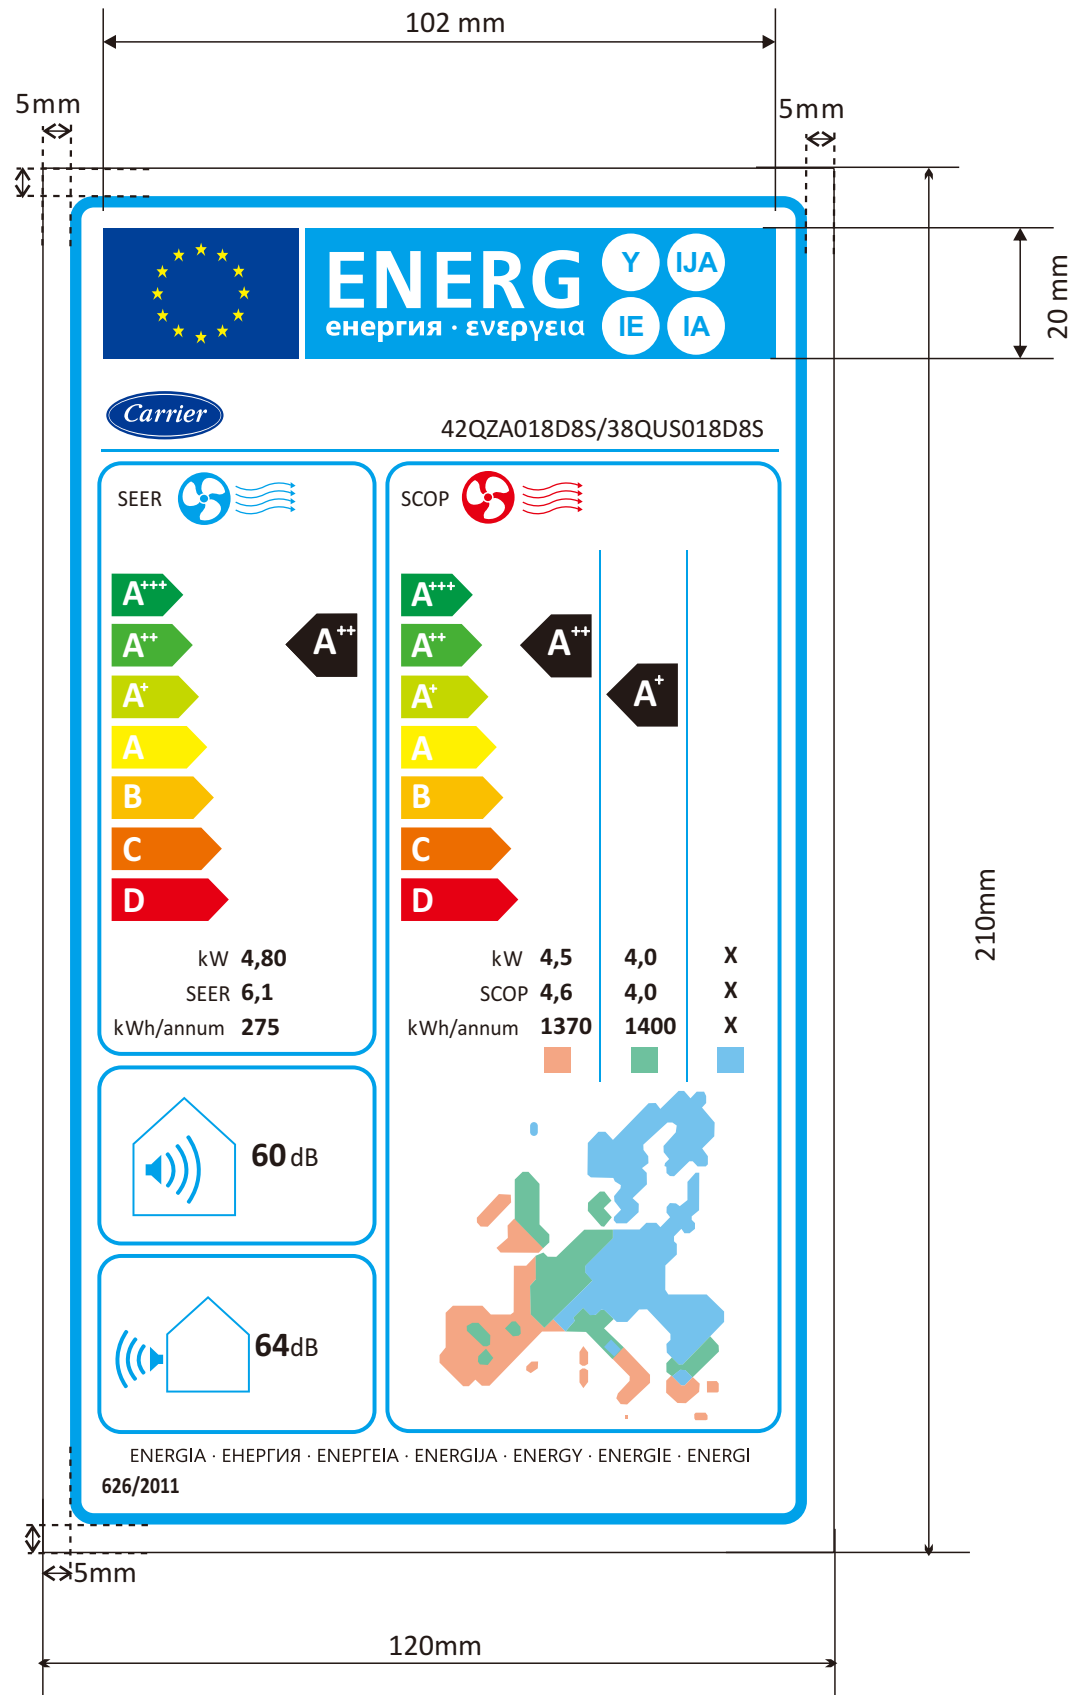 102 mm
5mm
5mm
ENERG
енергия · ενεργεια
Y
IJA
IE
IA
20 mm
Carrier
42QZA018D8S/38QUS018D8S
SEER
A+++
A++
A+
A
B
C
D
A++
kW 4,80
SEER 6,1
kWh/annum 275
SCOP
A+++
A++
A+
A
B
C
D
A++
A+
kW 4,5 4,0 X
SCOP 4,6 4,0 X
kWh/annum 1370 1400 X
210mm
60 dB
64dB
ENERGIA · ЕНЕРГИЯ · ΕΝΕΡΓΕΙΑ · ENERGIJA · ENERGY · ENERGIE · ENERGI
626/2011
5mm
120mm